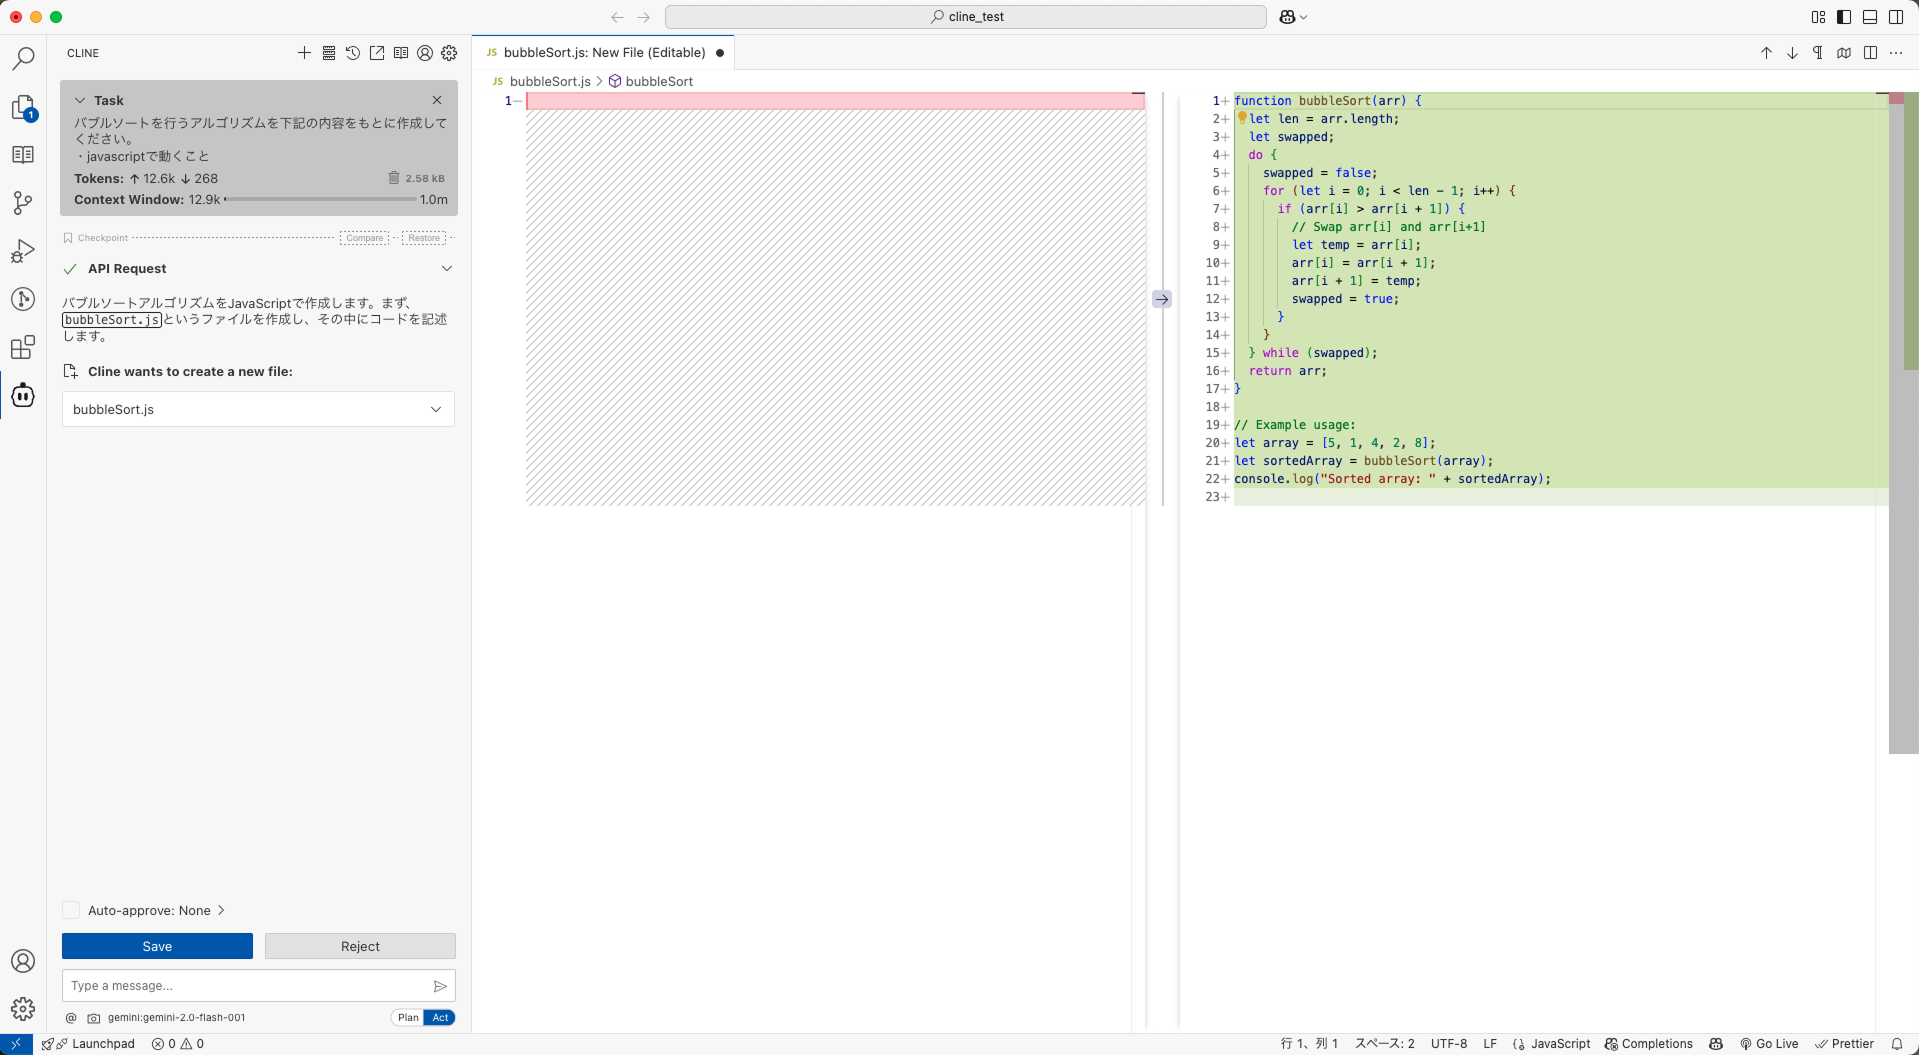 cline_test
CLINE
Task
バブルソートを行うアルゴリズムを下記の内容をもとに作成して
ください。
・javascriptで動くこと
Tokens: ↑ 12.6k ↓ 268
2.58 kB
Context Window: 12.9k
1.0m
Checkpoint
Compare
Restore
API Request
バブルソートアルゴリズムをJavaScriptで作成します。まず、
bubbleSort.jsというファイルを作成し、その中にコードを記述
します。
Cline wants to create a new file:
bubbleSort.js
Auto-approve: None
Save
Reject
Type a message...
@
gemini:gemini-2.0-flash-001
Plan
Act
1
JS bubbleSort.js: New File (Editable)
JS bubbleSort.js > bubbleSort
1—
1+ function bubbleSort(arr) {
2+ let len = arr.length;
3+ let swapped;
4+ do {
5+ swapped = false;
6+ for (let i = 0; i < len - 1; i++) {
7+ if (arr[i] > arr[i + 1]) {
8+ // Swap arr[i] and arr[i+1]
9+ let temp = arr[i];
10+ arr[i] = arr[i + 1];
11+ arr[i + 1] = temp;
12+ swapped = true;
13+ }
14+ }
15+ } while (swapped);
16+ return arr;
17+ }
18+
19+ // Example usage:
20+ let array = [5, 1, 4, 2, 8];
21+ let sortedArray = bubbleSort(array);
22+ console.log("Sorted array: " + sortedArray);
23+
Launchpad
0
0
行 1、列 1
スペース: 2
UTF-8
LF
JavaScript
Completions
Go Live
Prettier